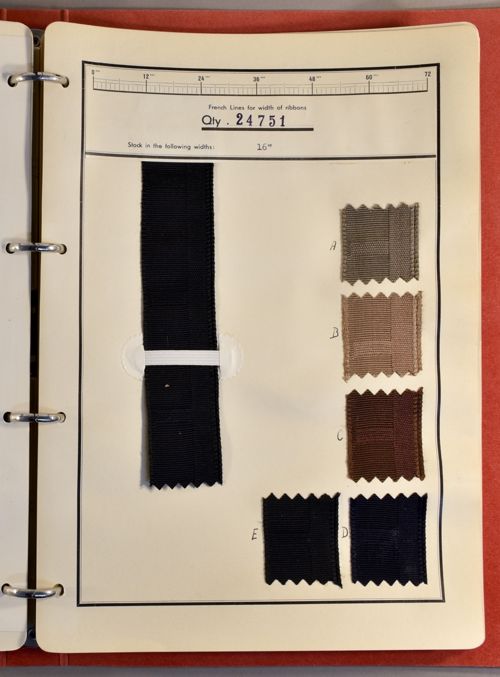 0''' 12''' 24''' 36''' 48''' 60''' 72
French Lines for width of ribbons
Qty. 24751
Stock in the following widths: 16'''
A
B
C
E D